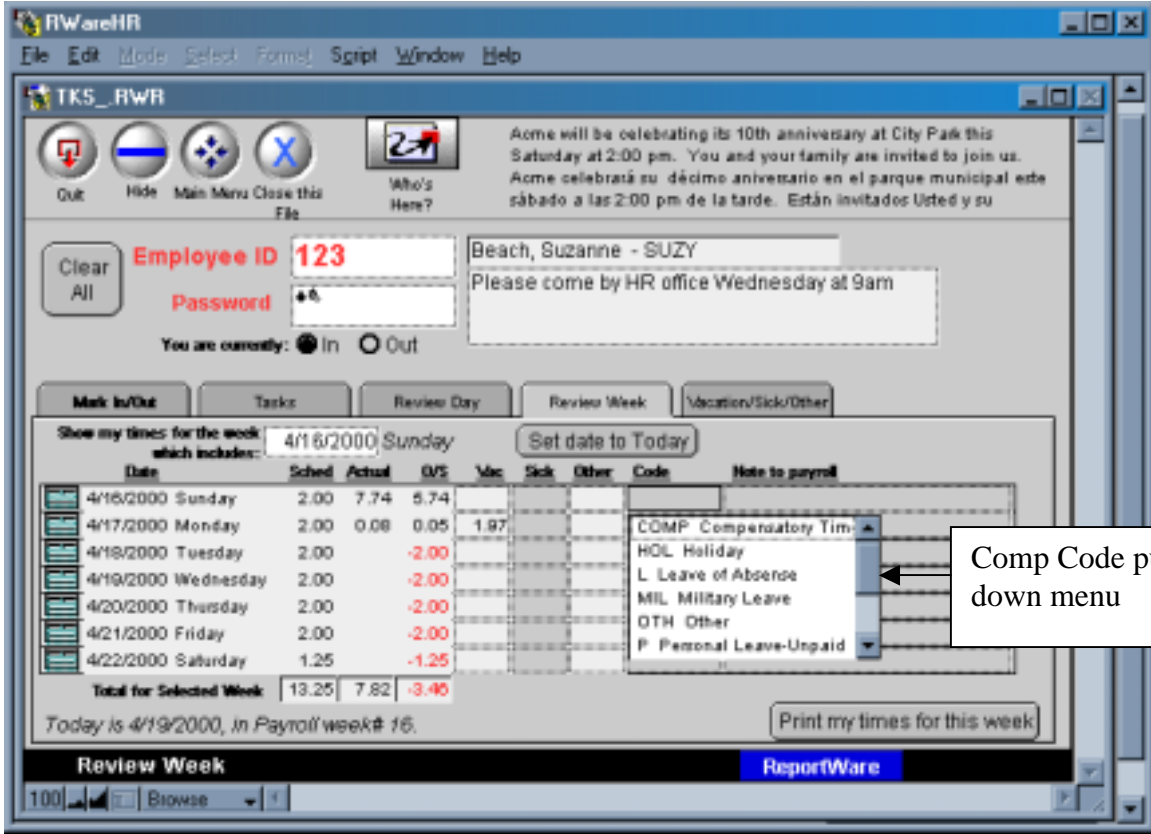 RWareHR
File Edit Mode Select Format Script Window Help
TKS_.RWR
Quit
Hide
Main Menu
Close this File
Who's Here?
Acme will be celebrating its 10th anniversary at City Park this
Saturday at 2:00 pm. You and your family are invited to join us.
Acme celebrará su décimo aniversario en el parque municipal este
sábado a las 2:00 pm de la tarde. Están invitados Usted y su
Clear All
Employee ID 123
Beach, Suzanne - SUZY
Password
Please come by HR office Wednesday at 9am
You are currently: In Out
Mark In/Out Tasks Review Day Review Week Vacation/Sick/Other
Show my times for the week which includes: 4/16/2000 Sunday Set date to Today
Date Sched Actual O/S Vac Sick Other Code Note to payroll
4/16/2000 Sunday 2.00 7.74 5.74
4/17/2000 Monday 2.00 0.08 0.05 1.97
4/18/2000 Tuesday 2.00 -2.00
4/19/2000 Wednesday 2.00 -2.00
4/20/2000 Thursday 2.00 -2.00
4/21/2000 Friday 2.00 -2.00
4/22/2000 Saturday 1.25 -1.25
COMP Compensatory Tim
HOL Holiday
L Leave of Absense
MIL Military Leave
OTH Other
P Personal Leave-Unpaid
Comp Code p
down menu
Total for Selected Week 13.25 7.82 -3.46
Today is 4/19/2000, in Payroll week# 16.
Print my times for this week
Review Week ReportWare
100 Browse